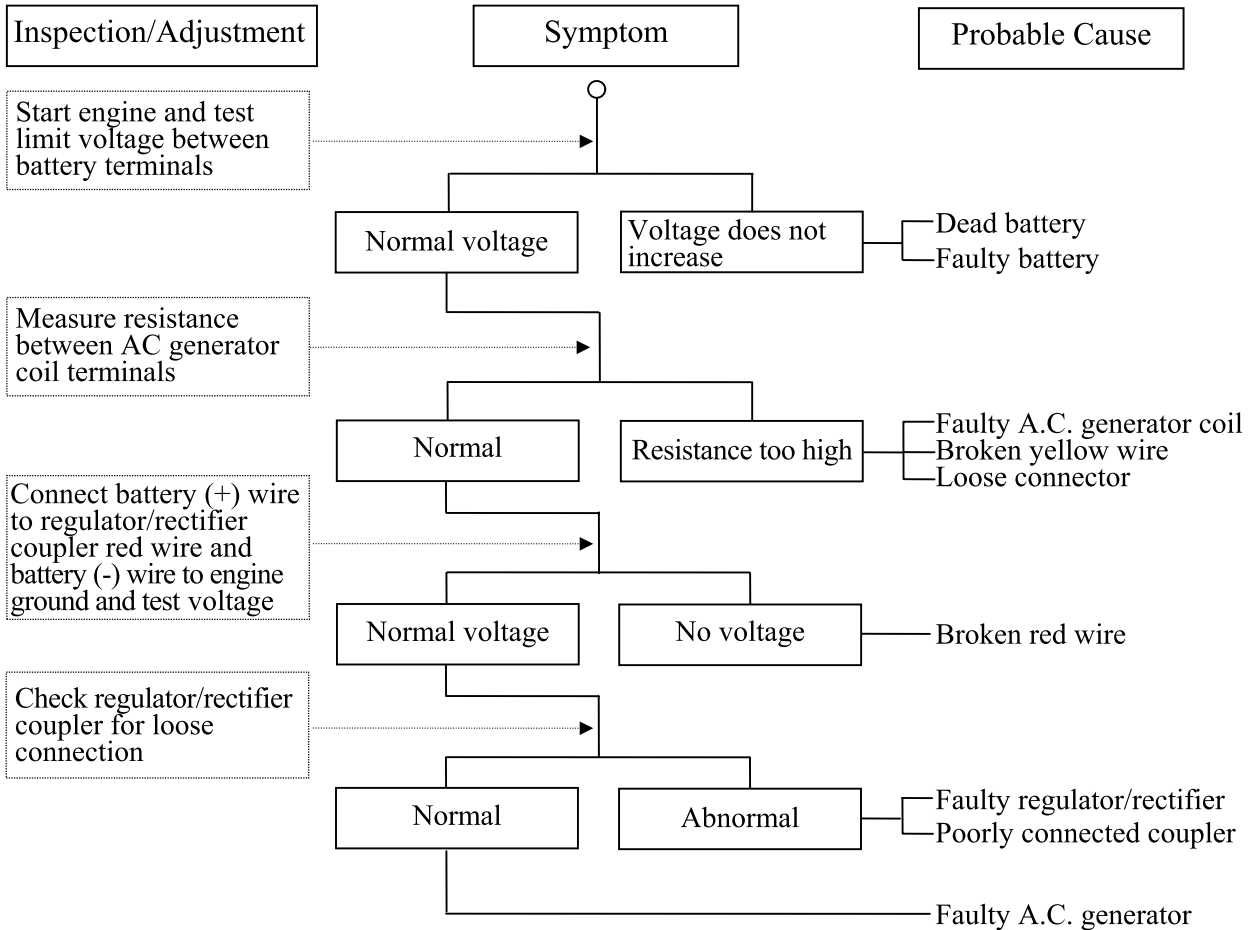 Inspection/Adjustment
Symptom
Probable Cause
Start engine and test
limit voltage between
battery terminals
Normal voltage
Voltage does not
increase
Dead battery
Faulty battery
Measure resistance
between AC generator
coil terminals
Normal
Resistance too high
Faulty A.C. generator coil
Broken yellow wire
Loose connector
Connect battery (+) wire
to regulator/rectifier
coupler red wire and
battery (-) wire to engine
ground and test voltage
Normal voltage
No voltage
Broken red wire
Check regulator/rectifier
coupler for loose
connection
Normal
Abnormal
Faulty regulator/rectifier
Poorly connected coupler
Faulty A.C. generator